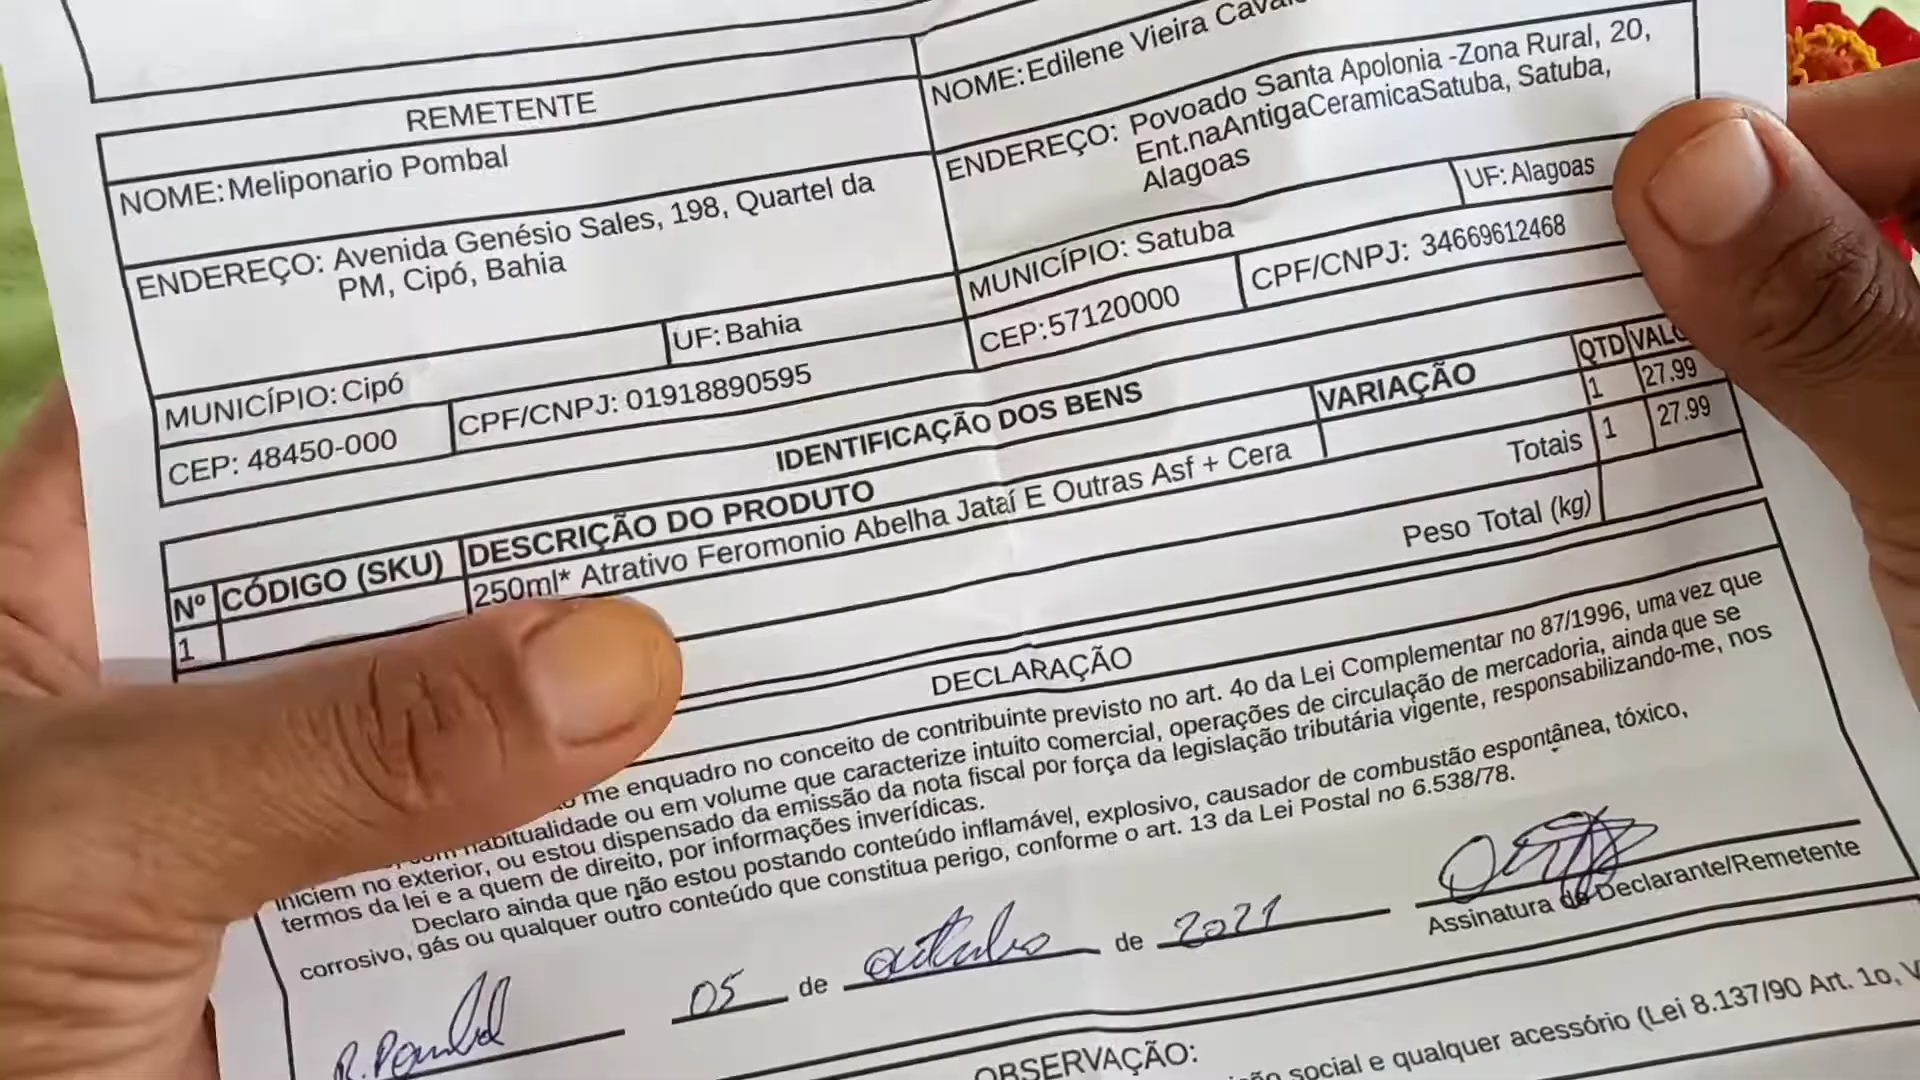 REMETENTE
NOME: Meliponario Pombal
ENDEREÇO: Avenida Genésio Sales, 198, Quartel da
PM, Cipó, Bahia
UF: Bahia
MUNICÍPIO: Cipó
CEP: 48450-000
CPF/CNPJ: 01918890595
NOME: Edilene Vieira
ENDEREÇO: Povoado Santa Apolonia -Zona Rural, 20,
Ent.naAntigaCeramicaSatuba, Satuba,
Alagoas
UF: Alagoas
MUNICÍPIO: Satuba
CEP: 57120000
CPF/CNPJ: 34669612468
IDENTIFICAÇÃO DOS BENS
Nº CÓDIGO (SKU) DESCRIÇÃO DO PRODUTO VARIAÇÃO QTD
1 250ml* Atrativo Feromonio Abelha Jataí E Outras Asf + Cera 1 27.99
Totais 1 27.99
Peso Total (kg)
DECLARAÇÃO
me enquadro no conceito de contribuinte previsto no art. 4o da Lei Complementar no 87/1996, uma vez que
habitualidade ou em volume que caracterize intuito comercial, operações de circulação de mercadoria, ainda que se
iniciem no exterior, ou estou dispensado da emissão da nota fiscal por força da legislação tributária vigente, responsabilizando-me, nos
termos da lei e a quem de direito, por informações inverídicas.
Declaro ainda que não estou postando conteúdo inflamável, explosivo, causador de combustão espontânea, tóxico,
corrosivo, gás ou qualquer outro conteúdo que constitua perigo, conforme o art. 13 da Lei Postal no 6.538/78.
R. Pombal 05 de outubro de 2021
Assinatura do Declarante/Remetente
OBSERVAÇÃO:
social e qualquer acessório (Lei 8.137/90 Art. 1o,